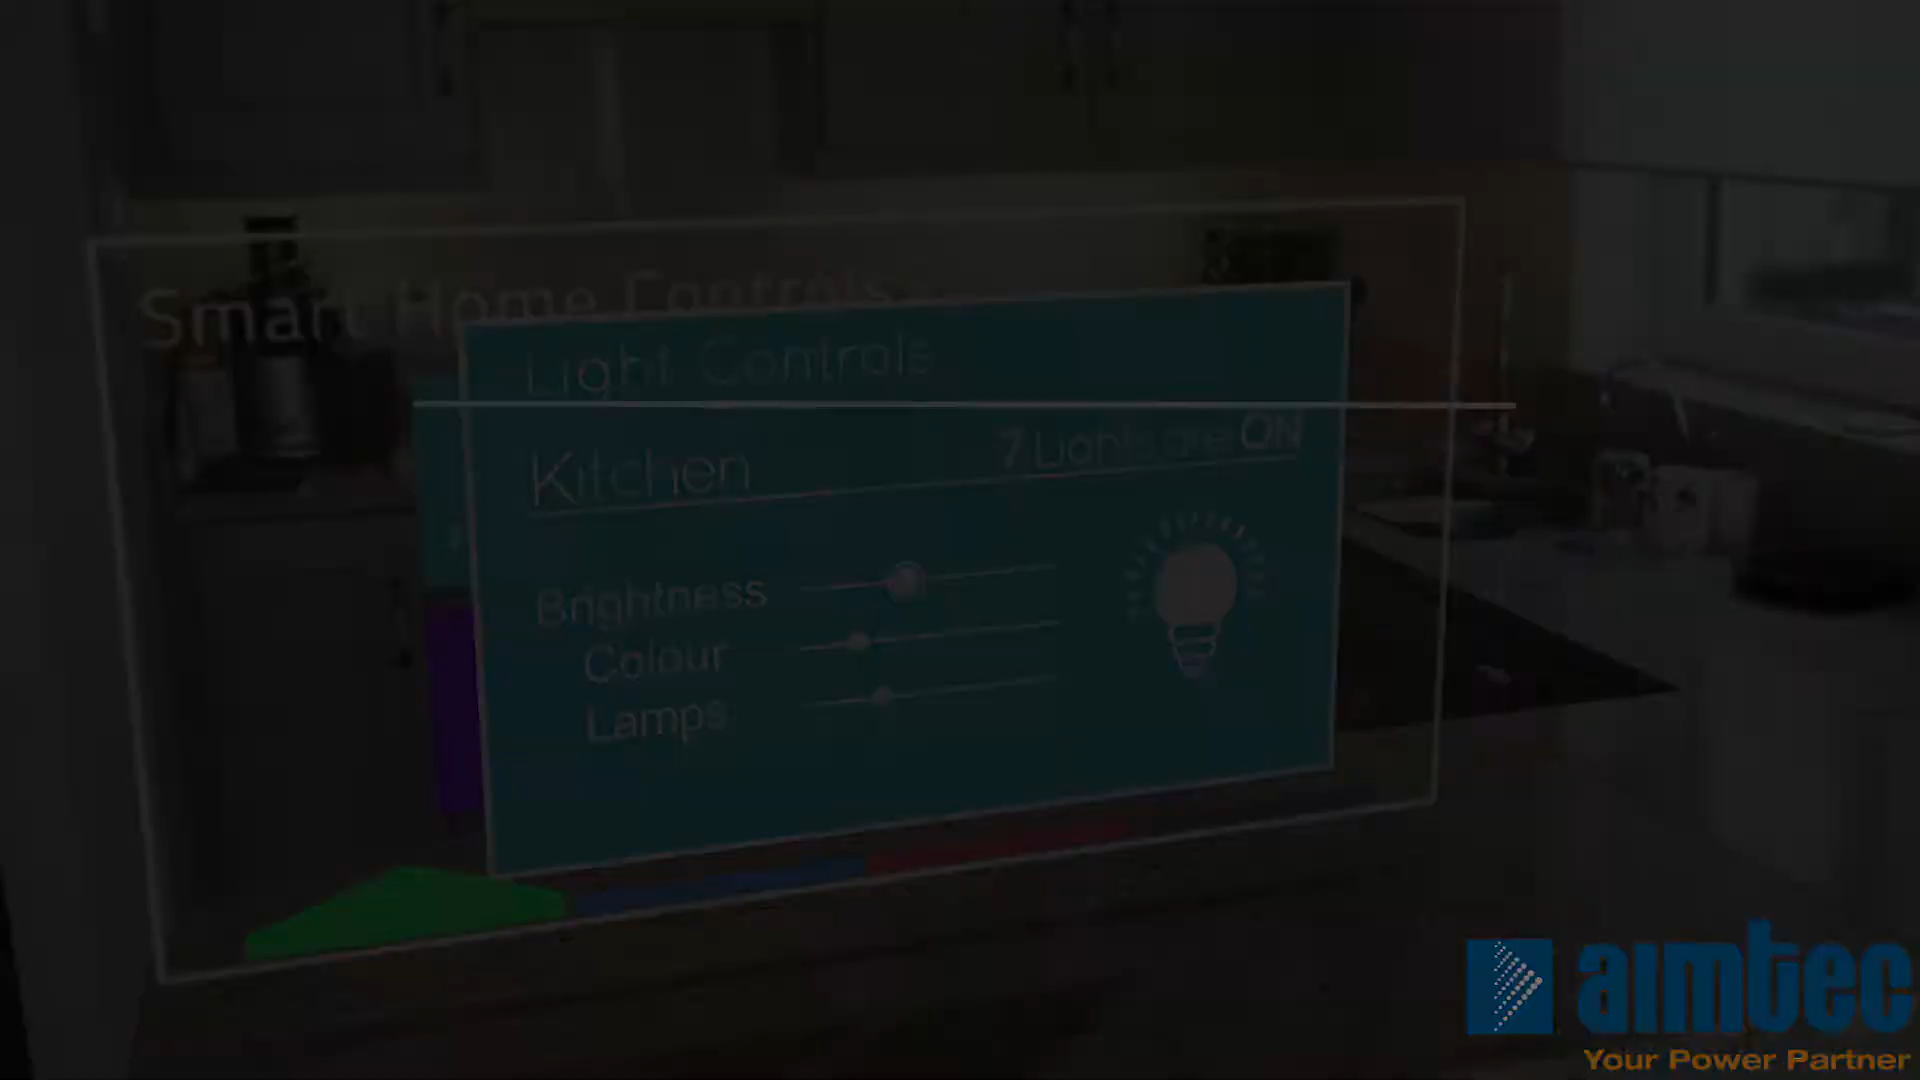 Smart Home Controls
Light Controls
Kitchen
7 Lights are ON
Brightness
Colour
Lamps
aimtec
Your Power Partner